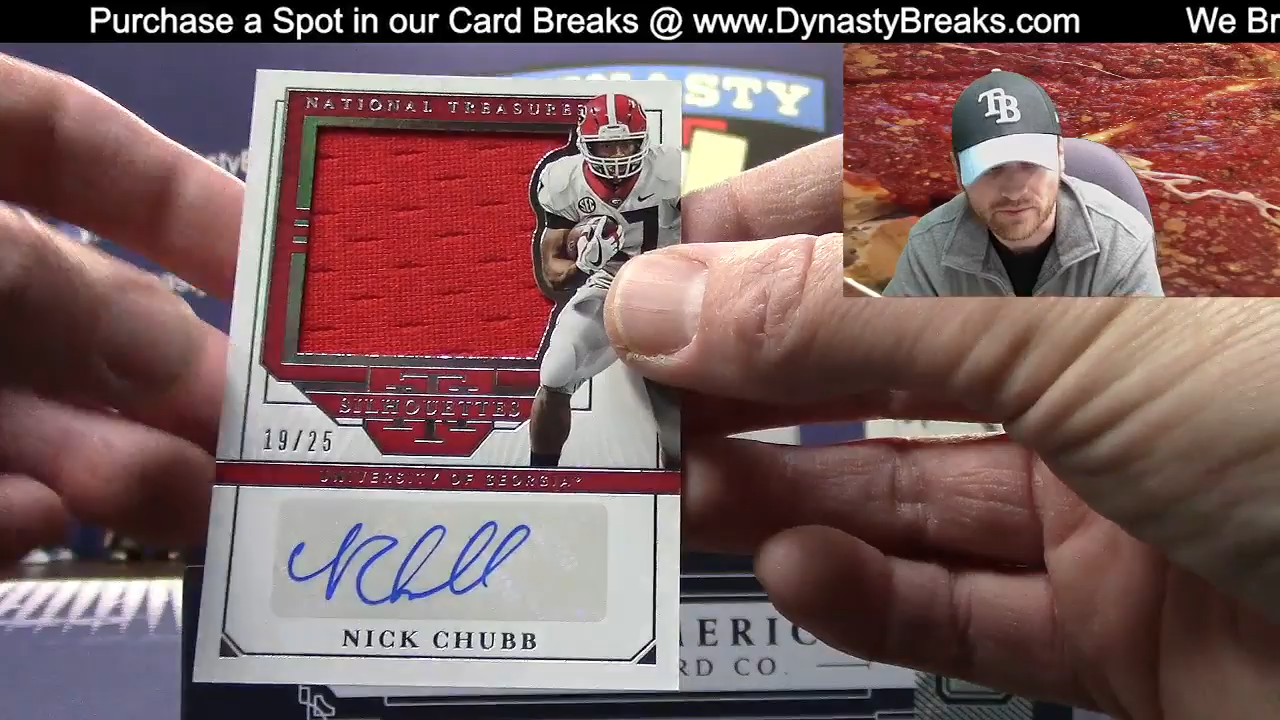 Purchase a Spot in our Card Breaks @ www.DynastyBreaks.com We Br
NATIONAL TREASURES
TB
SILHOUETTES
19/25
UNIVERSITY OF GEORGIA
NICK CHUBB